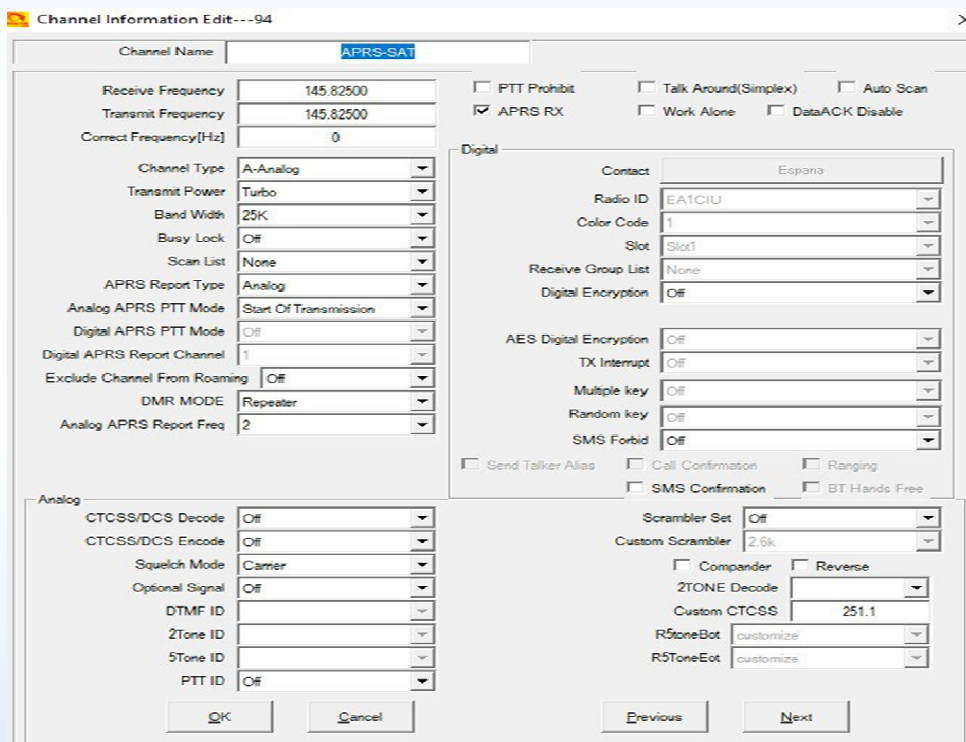 Channel Information Edit---94
Channel Name APRS-SAT
Receive Frequency 145.82500
Transmit Frequency 145.82500
Correct Frequency[Hz] 0
PTT Prohibit Talk Around(Simplex) Auto Scan
APRS RX Work Alone DataACK Disable
Channel Type A-Analog
Transmit Power Turbo
Band Width 25K
Busy Lock Off
Scan List None
APRS Report Type Analog
Analog APRS PTT Mode Start Of Transmission
Digital APRS PTT Mode Off
Digital APRS Report Channel 1
Exclude Channel From Roaming Off
DMR MODE Repeater
Analog APRS Report Freq 2
Digital
Contact Espana
Radio ID EA1CIU
Color Code 1
Slot Slot1
Receive Group List None
Digital Encryption Off
AES Digital Encryption Off
TX Interrupt Off
Multiple key Off
Random key Off
SMS Forbid Off
Send Talker Alias Call Confirmation Ranging
SMS Confirmation BT Hands Free
Analog
CTCSS/DCS Decode Off
CTCSS/DCS Encode Off
Squelch Mode Carrier
Optional Signal Off
DTMF ID
2Tone ID
5Tone ID
PTT ID Off
Scrambler Set Off
Custom Scrambler 2.6k
Compander Reverse
2TONE Decode
Custom CTCSS 251.1
R5toneBot customize
R5ToneEot customize
OK Cancel Previous Next